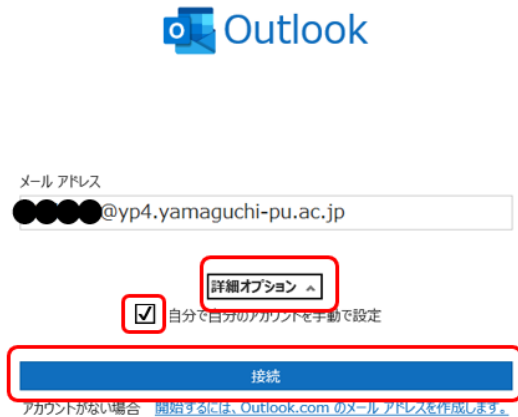 Outlook
メール アドレス
@yp4.yamaguchi-pu.ac.jp
詳細オプション
自分で自分のアカウントを手動で設定
接続
アカウントがない場合 開始するには、Outlook.com のメール アドレスを作成します。